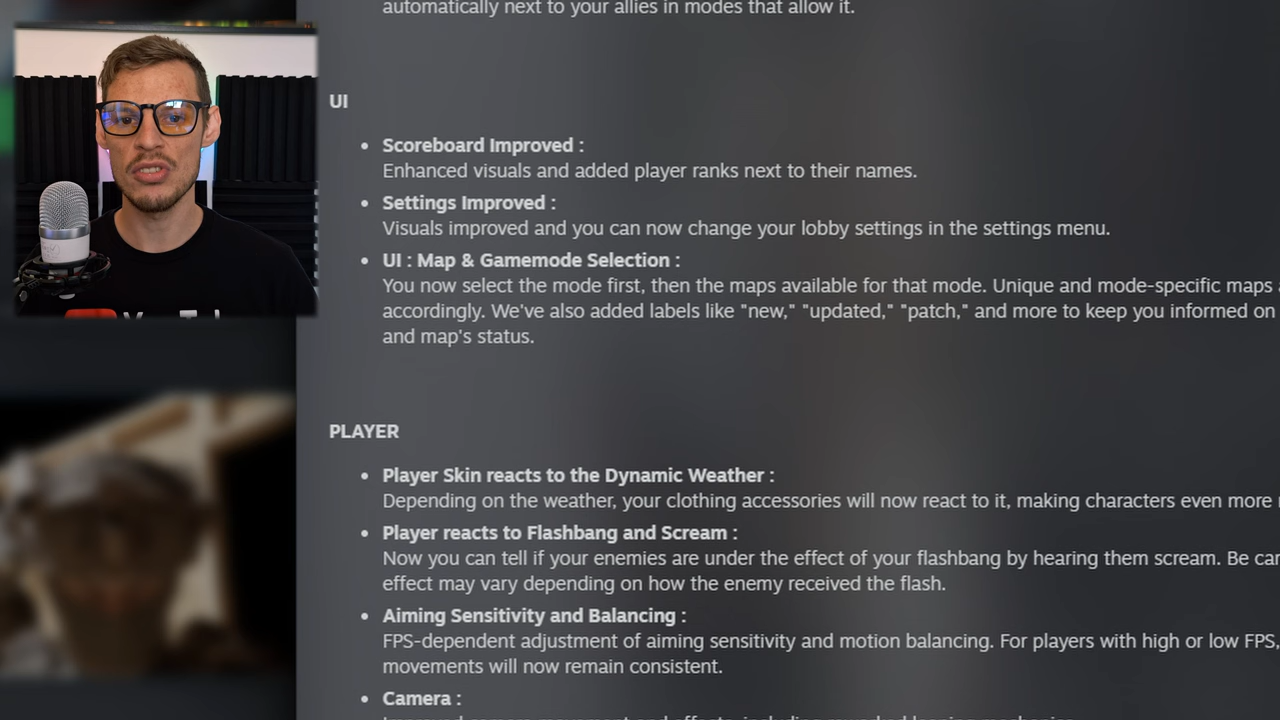 automatically next to your allies in modes that allow it.
UI
• Scoreboard Improved :
Enhanced visuals and added player ranks next to their names.
• Settings Improved :
Visuals improved and you can now change your lobby settings in the settings menu.
• UI : Map & Gamemode Selection :
You now select the mode first, then the maps available for that mode. Unique and mode-specific maps
accordingly. We've also added labels like "new," "updated," "patch," and more to keep you informed on
and map's status.
PLAYER
• Player Skin reacts to the Dynamic Weather :
Depending on the weather, your clothing accessories will now react to it, making characters even more
• Player reacts to Flashbang and Scream :
Now you can tell if your enemies are under the effect of your flashbang by hearing them scream. Be
effect may vary depending on how the enemy received the flash.
• Aiming Sensitivity and Balancing :
FPS-dependent adjustment of aiming sensitivity and motion balancing. For players with high or low FPS,
movements will now remain consistent.
• Camera :